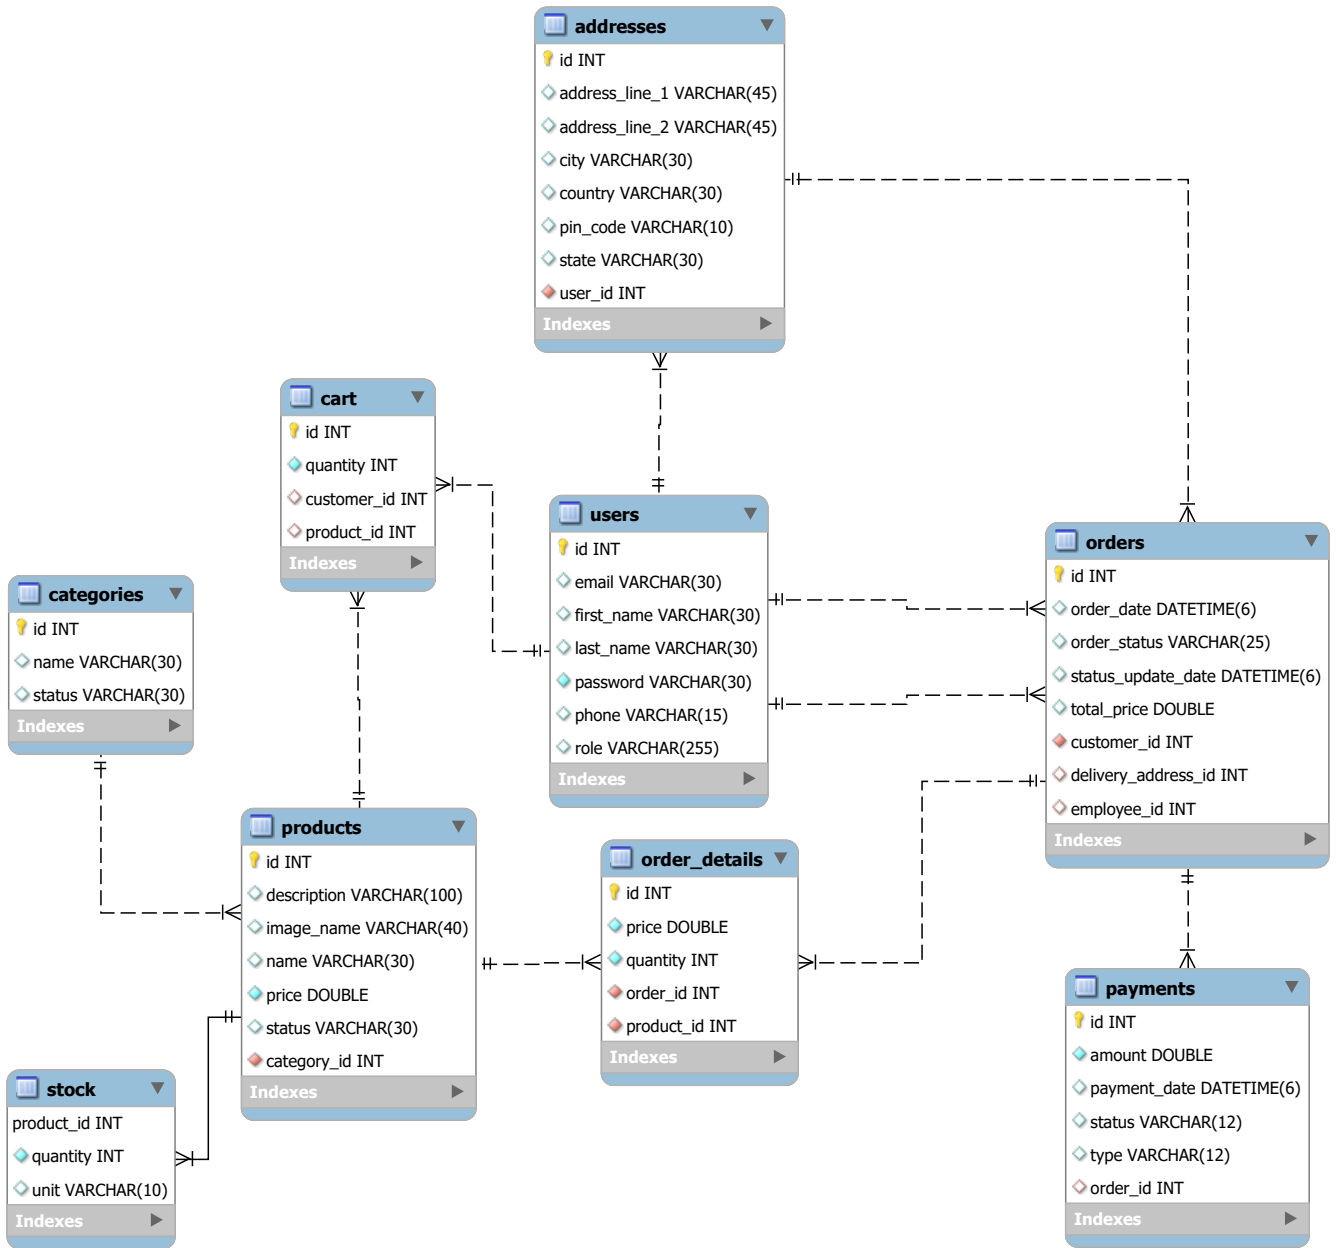 addresses
id INT
address_line_1 VARCHAR(45)
address_line_2 VARCHAR(45)
city VARCHAR(30)
country VARCHAR(30)
pin_code VARCHAR(10)
state VARCHAR(30)
user_id INT
Indexes
cart
id INT
quantity INT
customer_id INT
product_id INT
Indexes
users
id INT
email VARCHAR(30)
first_name VARCHAR(30)
last_name VARCHAR(30)
password VARCHAR(30)
phone VARCHAR(15)
role VARCHAR(255)
Indexes
orders
id INT
order_date DATETIME(6)
order_status VARCHAR(25)
status_update_date DATETIME(6)
total_price DOUBLE
customer_id INT
delivery_address_id INT
employee_id INT
Indexes
categories
id INT
name VARCHAR(30)
status VARCHAR(30)
Indexes
products
id INT
description VARCHAR(100)
image_name VARCHAR(40)
name VARCHAR(30)
price DOUBLE
status VARCHAR(30)
category_id INT
Indexes
order_details
id INT
price DOUBLE
quantity INT
order_id INT
product_id INT
Indexes
payments
id INT
amount DOUBLE
payment_date DATETIME(6)
status VARCHAR(12)
type VARCHAR(12)
order_id INT
Indexes
stock
product_id INT
quantity INT
unit VARCHAR(10)
Indexes